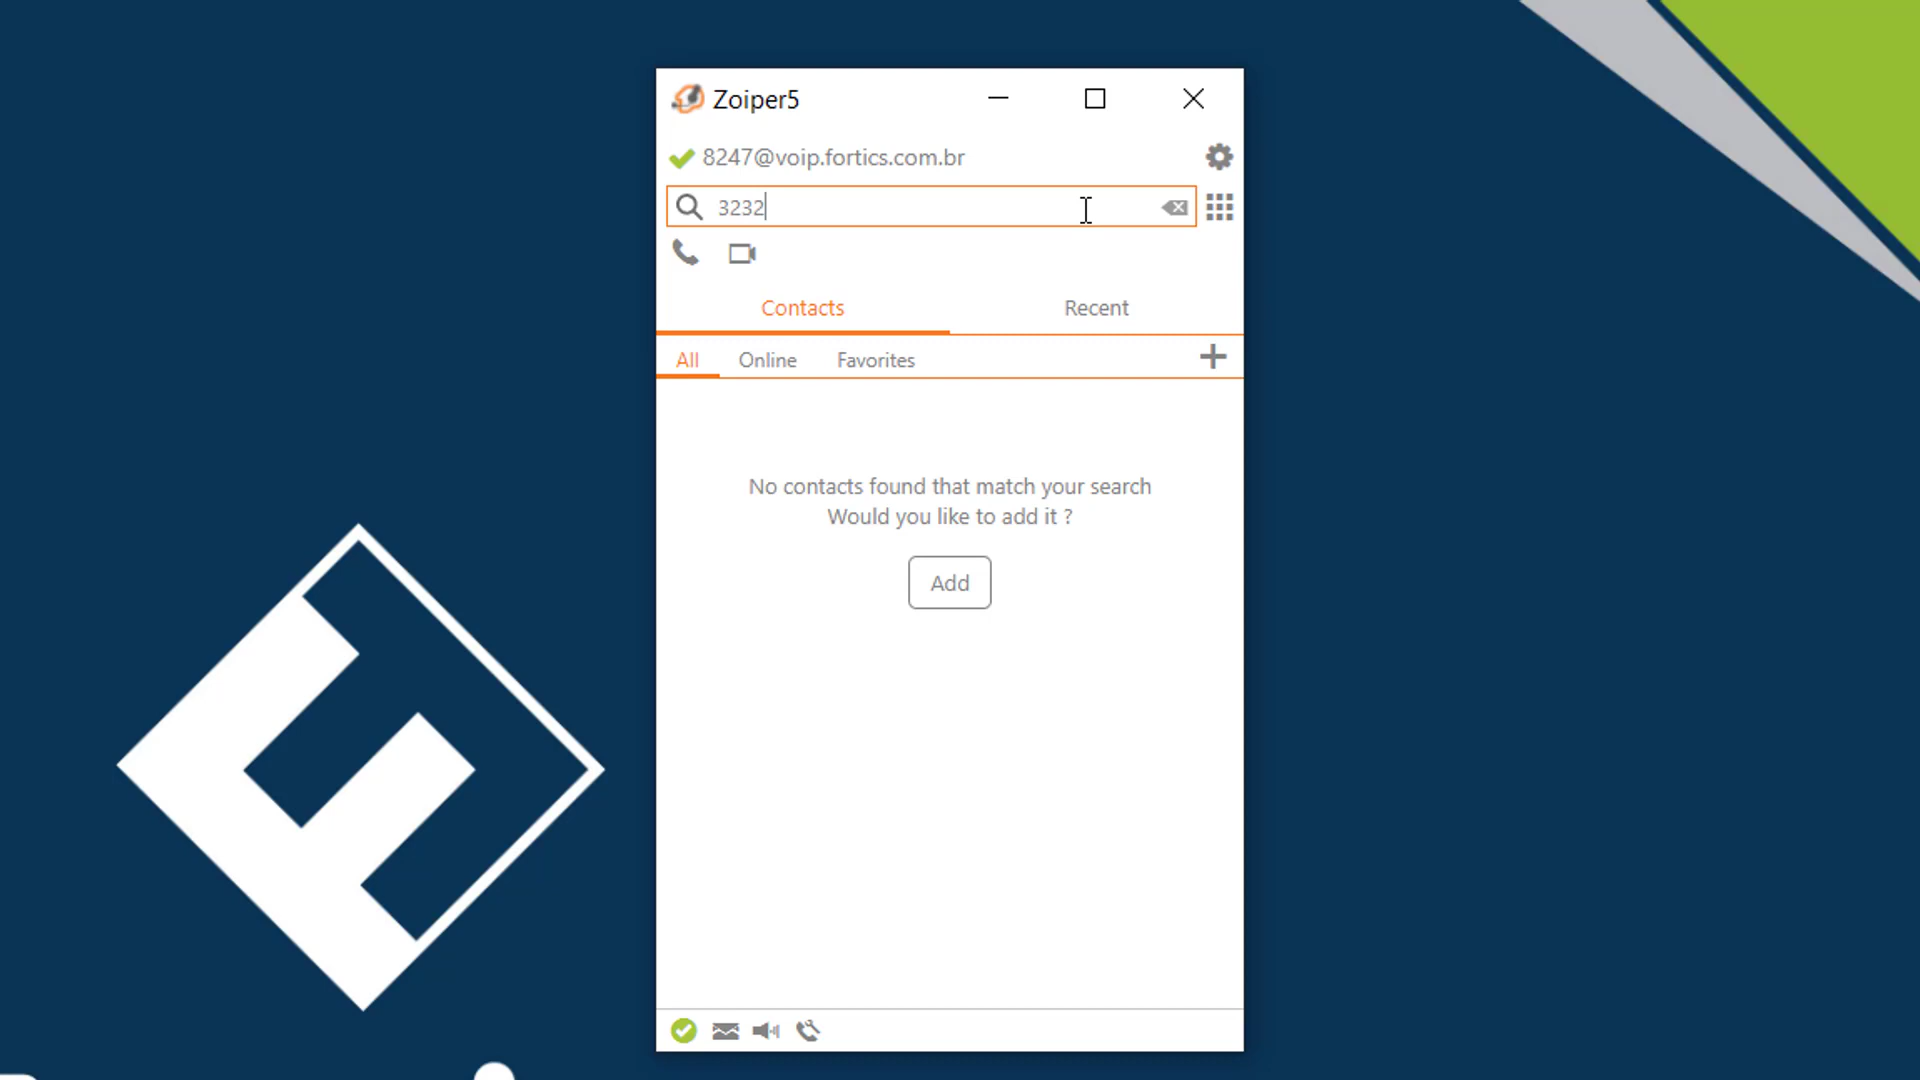 Zoiper5
8247@voip.fortics.com.br
3232
Contacts Recent
All Online Favorites
No contacts found that match your search
Would you like to add it ?
Add